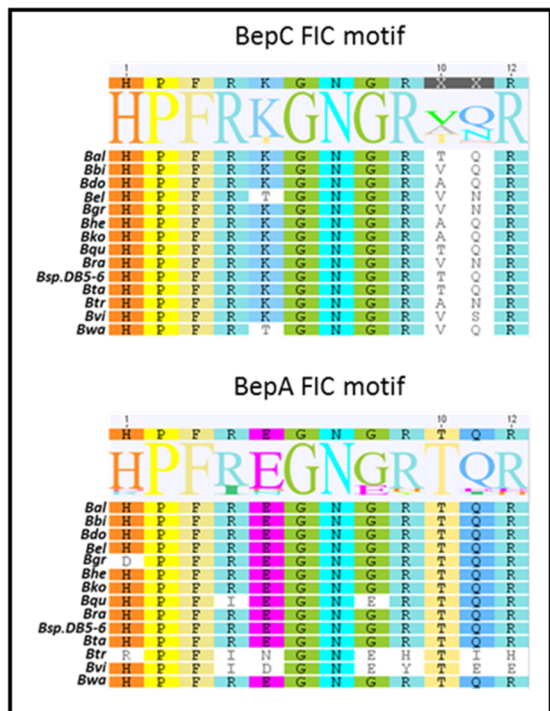 BepC FIC motif
1 10 12
H P F R K G N G R X X R
HPFRKGNGR R
Bal H P F R K G N G R T Q R
Bbi H P F R K G N G R V Q R
Bdo H P F R K G N G R A Q R
Bel H P F R T G N G R V N R
Bgr H P F R K G N G R V N R
Bhe H P F R K G N G R A Q R
Bko H P F R K G N G R A Q R
Bqu H P F R K G N G R T Q R
Bra H P F R K G N G R V N R
Bsp.DB5-6 H P F R K G N G R T Q R
Bta H P F R K G N G R T Q R
Btr H P F R K G N G R A N R
Bvi H P F R K G N G R V S R
Bwa H P F R T G N G R V Q R
BepA FIC motif
1 10 12
H P F R E G N G R T Q R
HPFREGNGRTQR
Bal H P F R E G N G R T Q R
Bbi H P F R E G N G R T Q R
Bdo H P F R E G N G R T Q R
Bel H P F R E G N G R T Q R
Bgr D P F R E G N G R T Q R
Bhe H P F R E G N G R T Q R
Bko H P F R E G N G R T Q R
Bqu H P F I E G N E R T Q R
Bra H P F R E G N G R T Q R
Bsp.DB5-6 H P F R E G N G R T Q R
Bta H P F R E G N G R T Q R
Btr R P F I N G N E H T I H
Bvi H P F I D G N E Y T E E
Bwa H P F R E G N G R T Q R